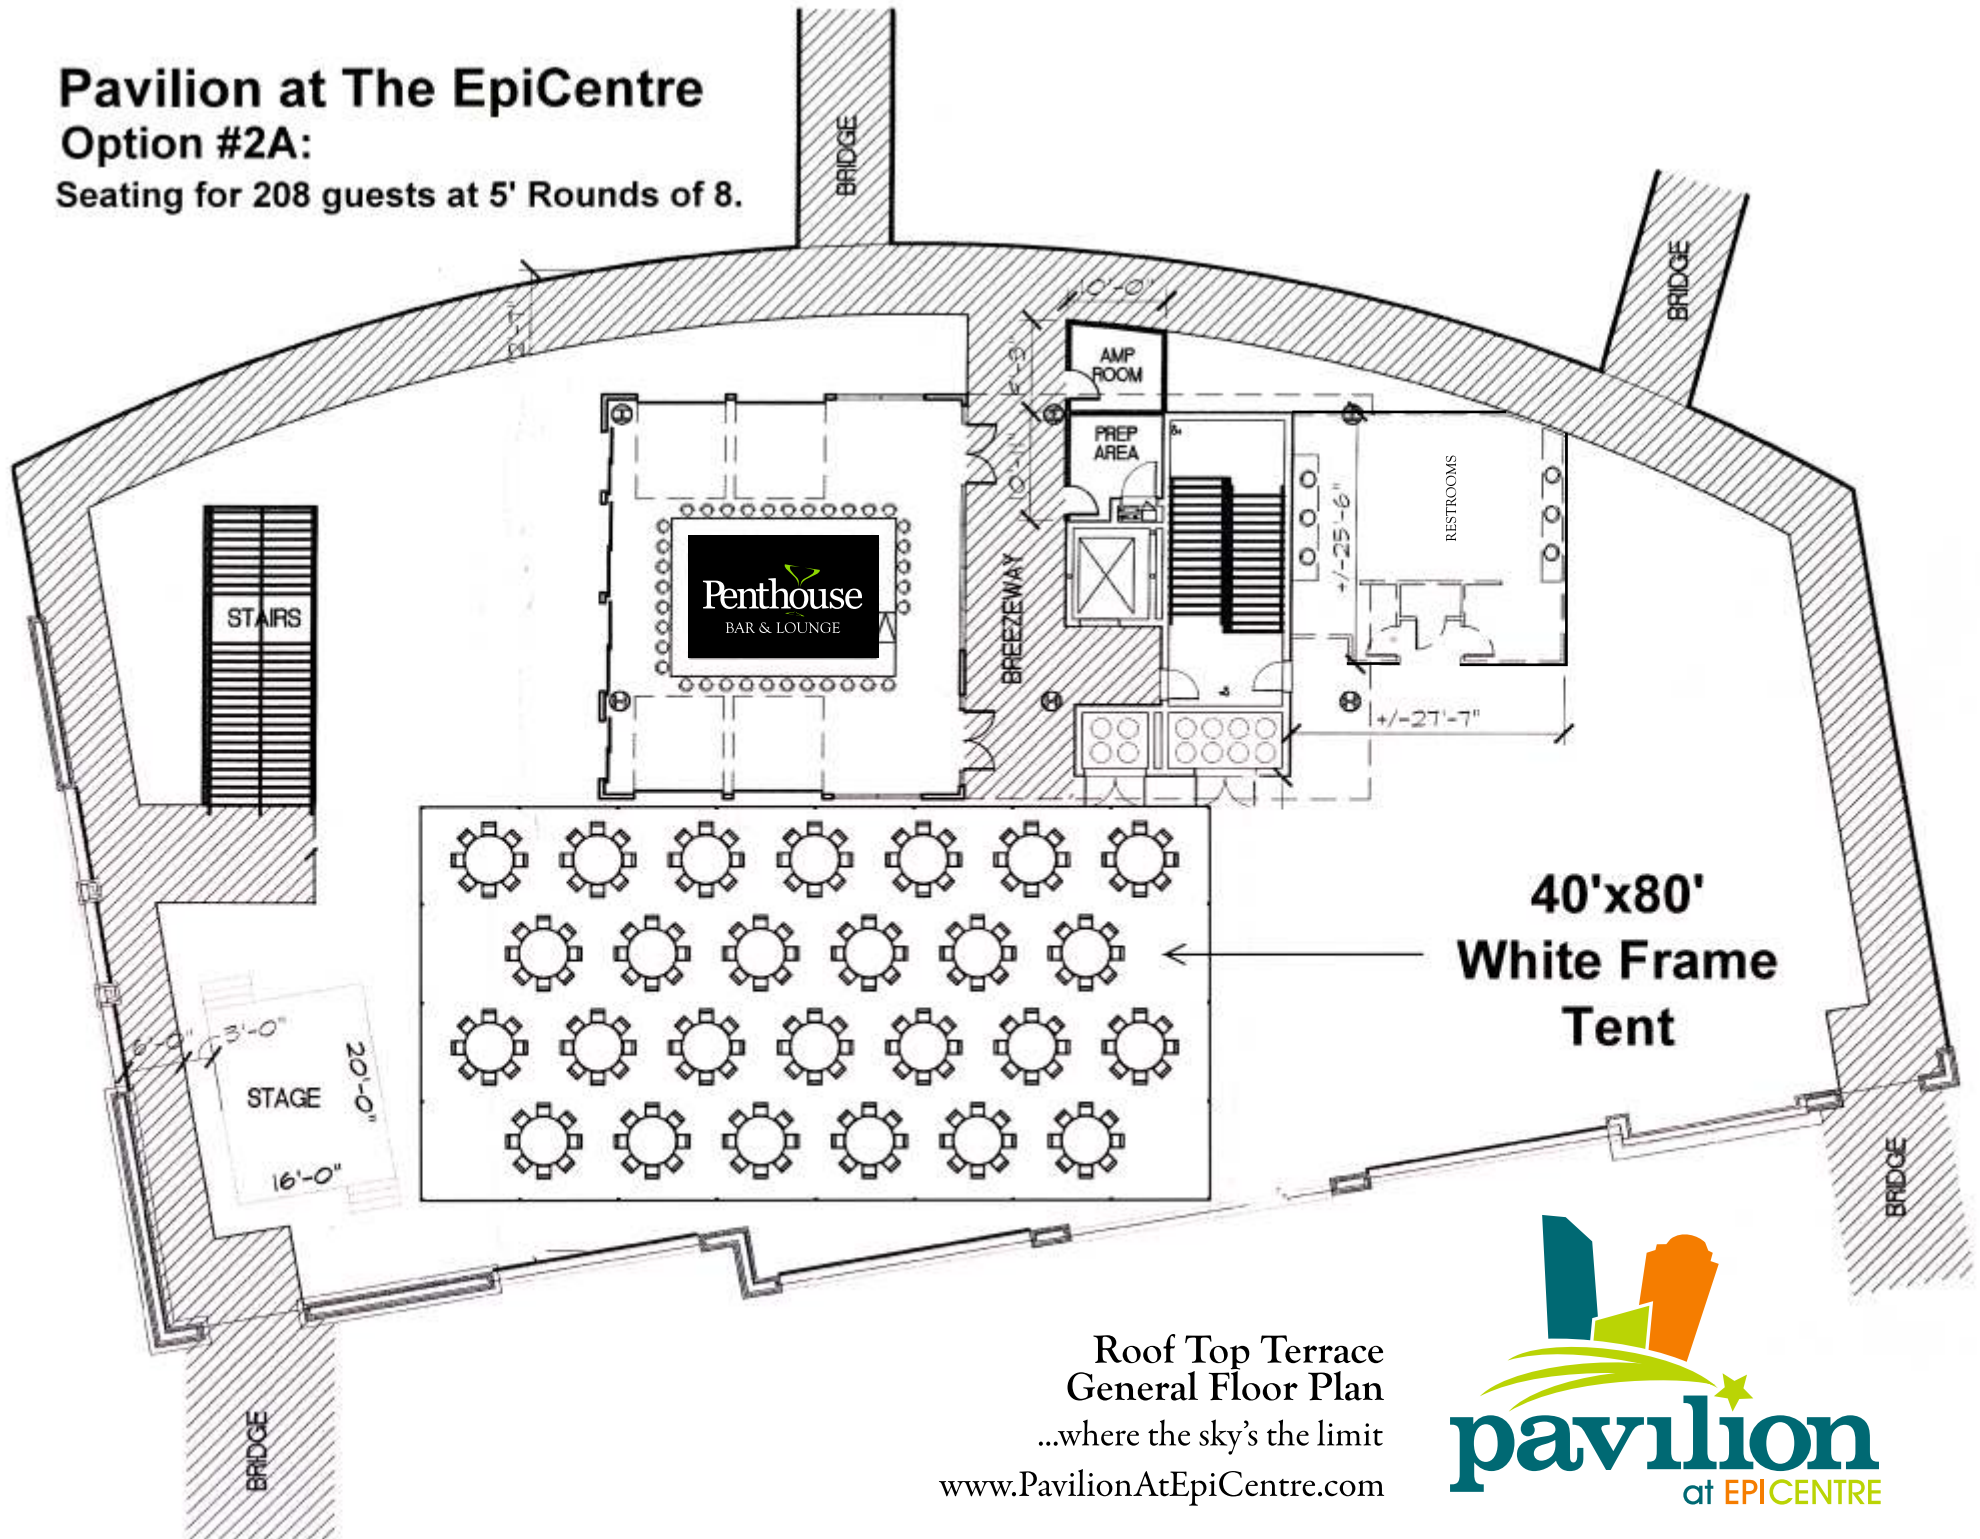 Pavilion at The EpiCentre
Option #2A:
Seating for 208 guests at 5' Rounds of 8.
BRIDGE
BRIDGE
10'-0"
AMP
ROOM
PREP
AREA
RESTROOMS
+/-25'-6"
STAIRS
Penthouse
BAR & LOUNGE
BREEZEWAY
+/-27'-7"
40'x80'
White Frame
Tent
6'-0"
3'-0"
20'-0"
STAGE
16'-0"
BRIDGE
BRIDGE
Roof Top Terrace
General Floor Plan
...where the sky's the limit
www.PavilionAtEpiCentre.com
pavilion
at EPICENTRE